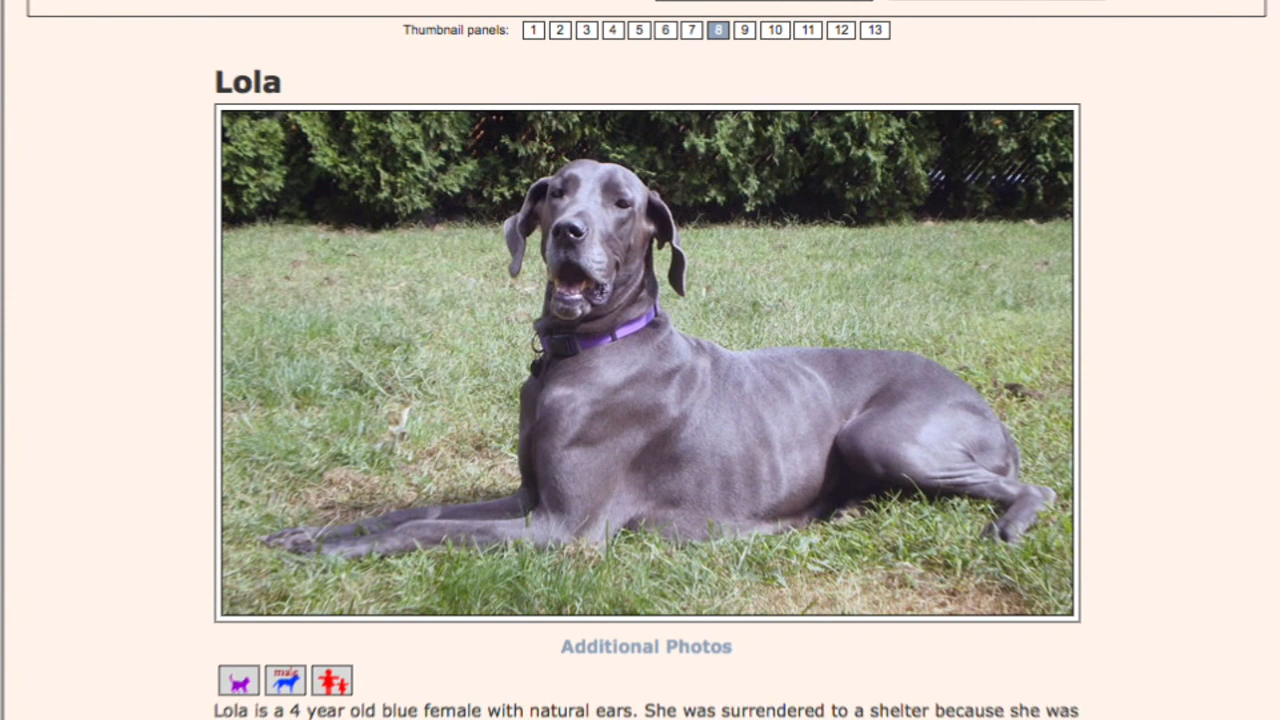 Thumbnail panels: 1 2 3 4 5 6 7 8 9 10 11 12 13
Lola
Additional Photos
male
Lola is a 4 year old blue female with natural ears. She was surrendered to a shelter because she was